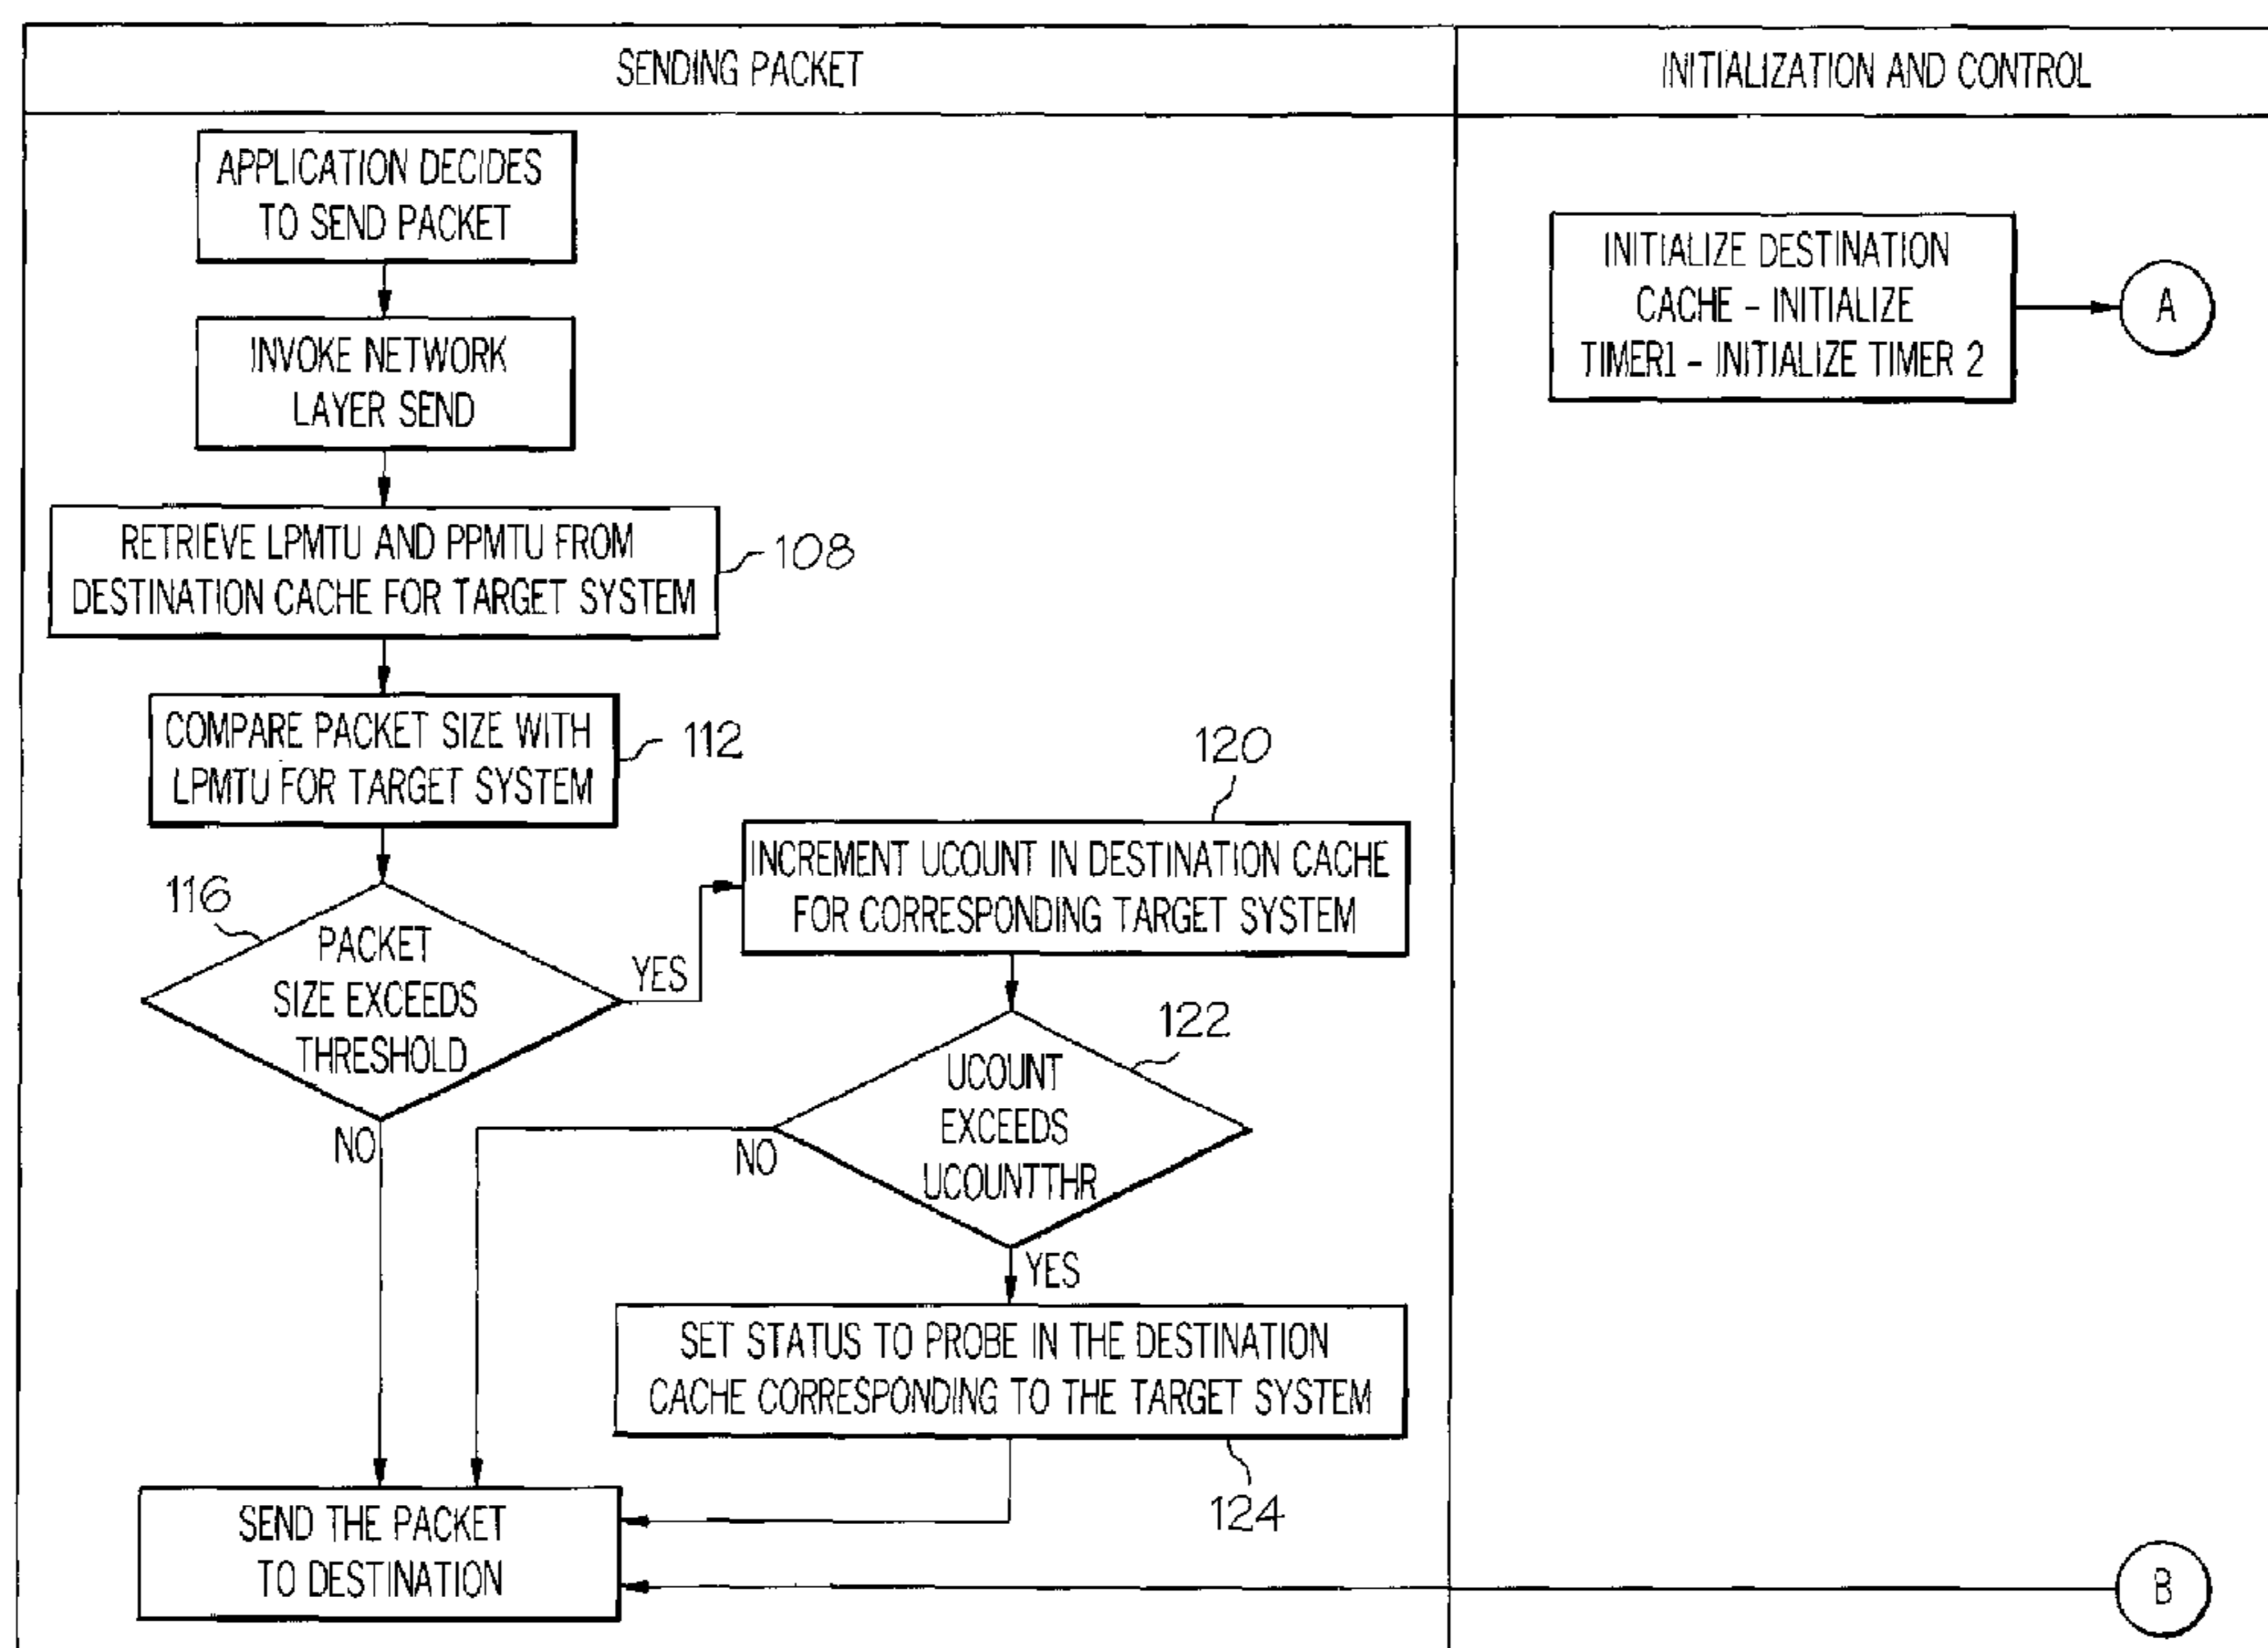 SENDING PACKET
INITIALIZATION AND CONTROL
APPLICATION DECIDES
TO SEND PACKET
INVOKE NETWORK
LAYER SEND
RETRIEVE LPMTU AND PPMTU FROM
DESTINATION CACHE FOR TARGET SYSTEM
108
COMPARE PACKET SIZE WITH
LPMTU FOR TARGET SYSTEM
112
116
PACKET
SIZE EXCEEDS
THRESHOLD
YES
NO
120
INCREMENT UCOUNT IN DESTINATION CACHE
FOR CORRESPONDING TARGET SYSTEM
122
UCOUNT
EXCEEDS
UCOUNTTHR
NO
YES
SET STATUS TO PROBE IN THE DESTINATION
CACHE CORRESPONDING TO THE TARGET SYSTEM
124
SEND THE PACKET
TO DESTINATION
INITIALIZE DESTINATION
CACHE - INITIALIZE
TIMER1 - INITIALIZE TIMER 2
A
B